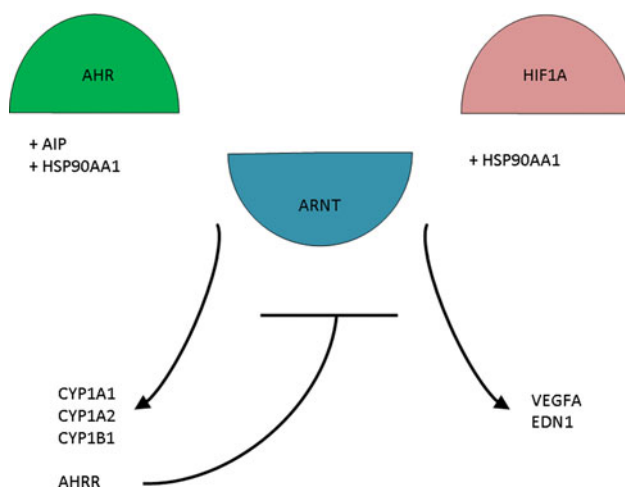 AHR
HIF1A
+ AIP
+ HSP90AA1
+ HSP90AA1
ARNT
CYP1A1
CYP1A2
CYP1B1
AHRR
VEGFA
EDN1